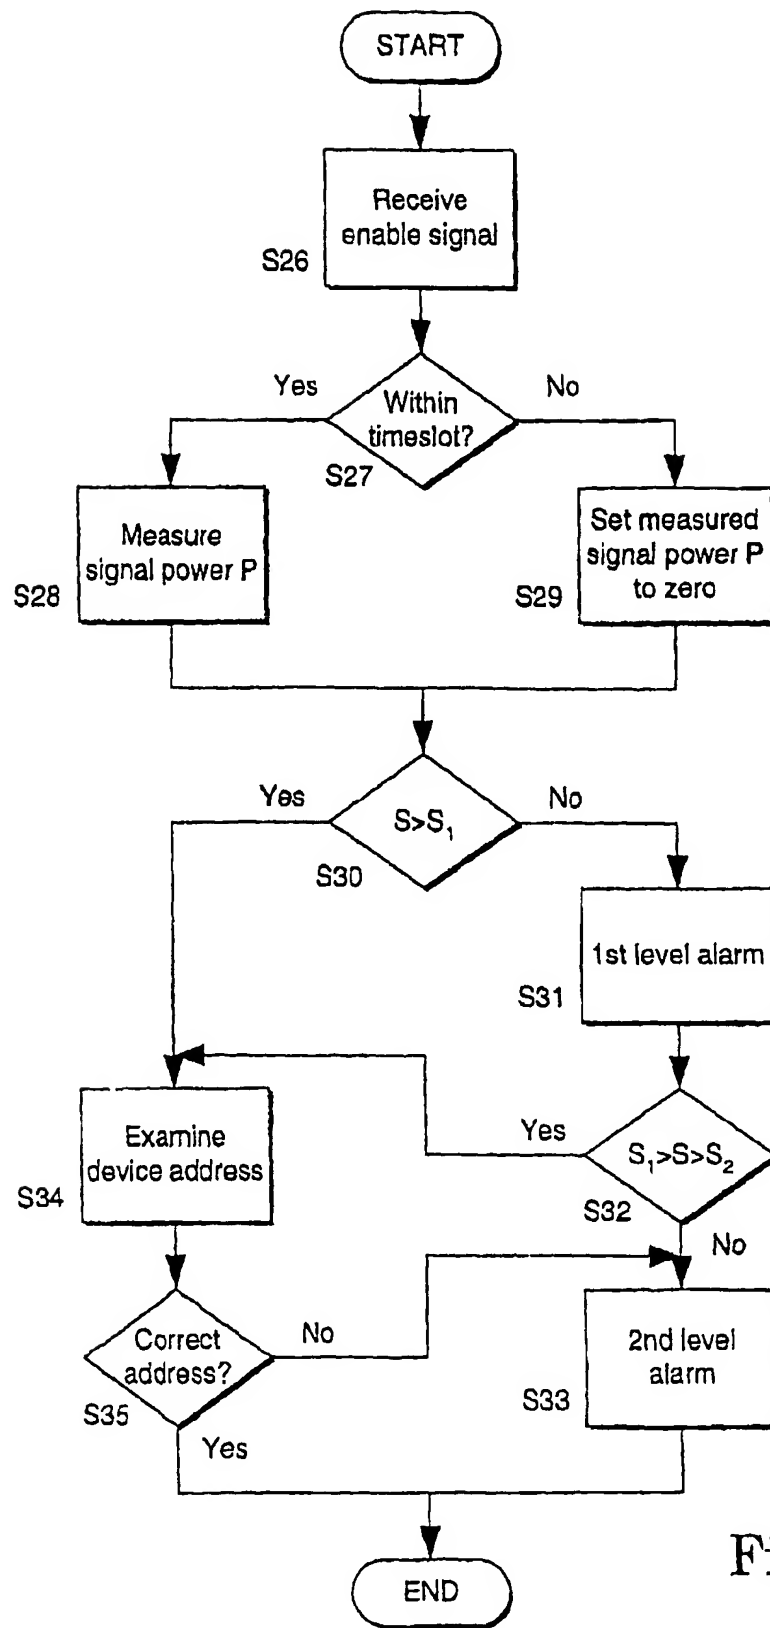 START
Receive
enable signal
S26
Yes
No
Within
timeslot?
S27
Measure
signal power P
S28
Set measured
signal power P
to zero
S29
Yes
No
S>S₁
S30
1st level alarm
S31
Examine
device address
S34
Yes
S₁>S>S₂
S32
No
Correct
address?
No
S35
Yes
2nd level
alarm
S33
END